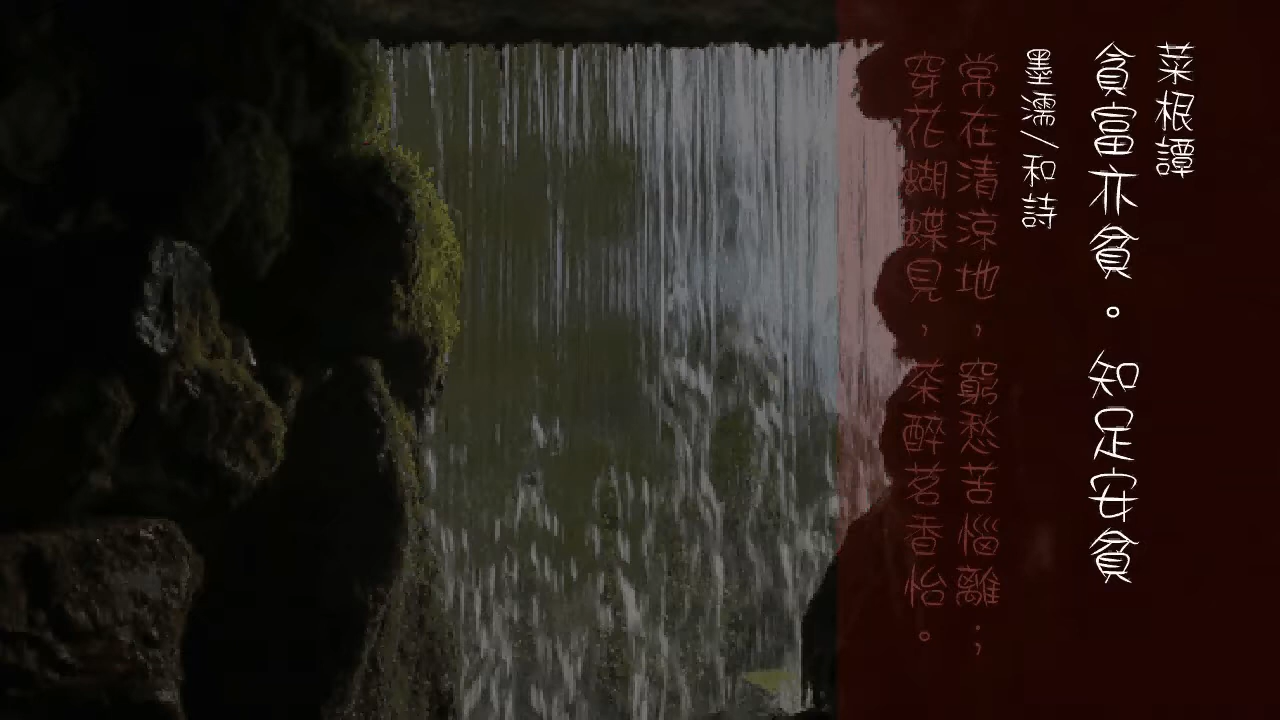 菜根譚
貧富亦貧。知足安貧
墨濡/和詩
常在清涼地，窮愁苦惱離；
穿花蝴蝶見，茶醉茗香怡。